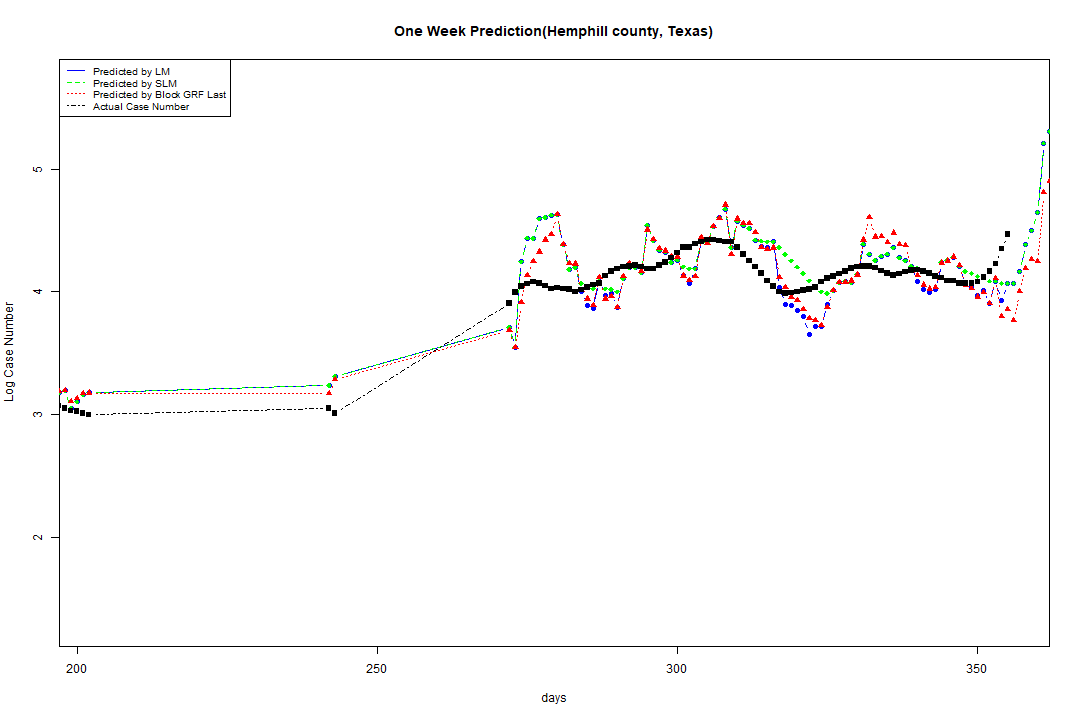 One Week Prediction(Hemphill county, Texas)
Predicted by LM
Predicted by SLM
Predicted by Block GRF Last
Actual Case Number
5
4
3
2
Log Case Number
200 250 300 350
days